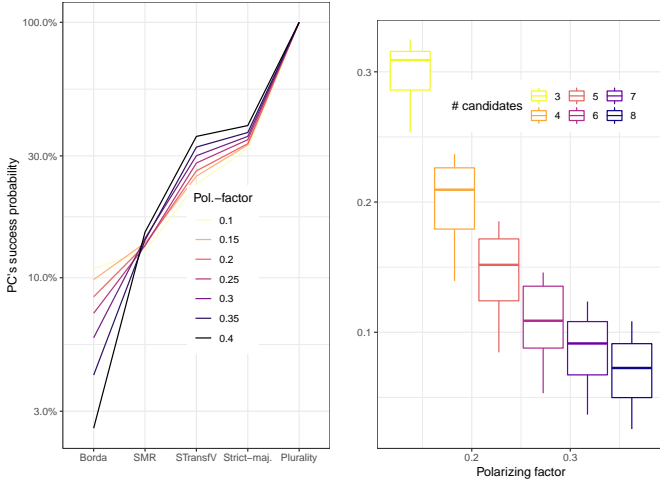 PC's success probability
100.0%
30.0%
10.0%
3.0%
Pol.−factor
0.1
0.15
0.2
0.25
0.3
0.35
0.4
Borda SMR STransfV Strict−maj. Plurality
0.3
0.2
0.1
# candidates
3 5 7
4 6 8
0.2 0.3
Polarizing factor